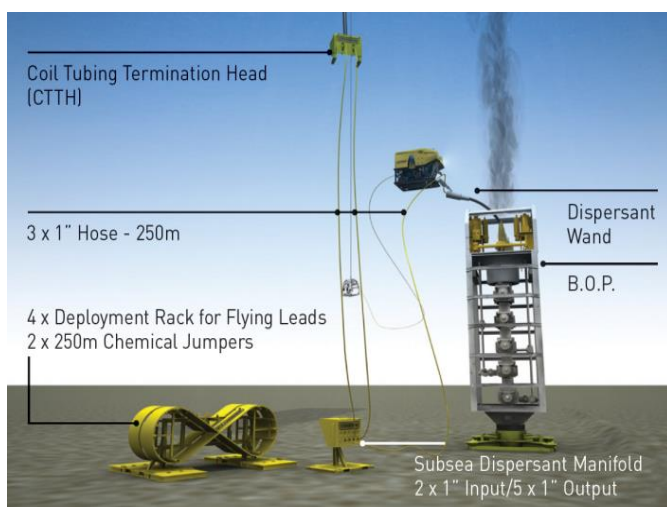 Coil Tubing Termination Head
(CTTH)
3 x 1" Hose - 250m
Dispersant
Wand
B.O.P.
4 x Deployment Rack for Flying Leads
2 x 250m Chemical Jumpers
Subsea Dispersant Manifold
2 x 1" Input/5 x 1" Output